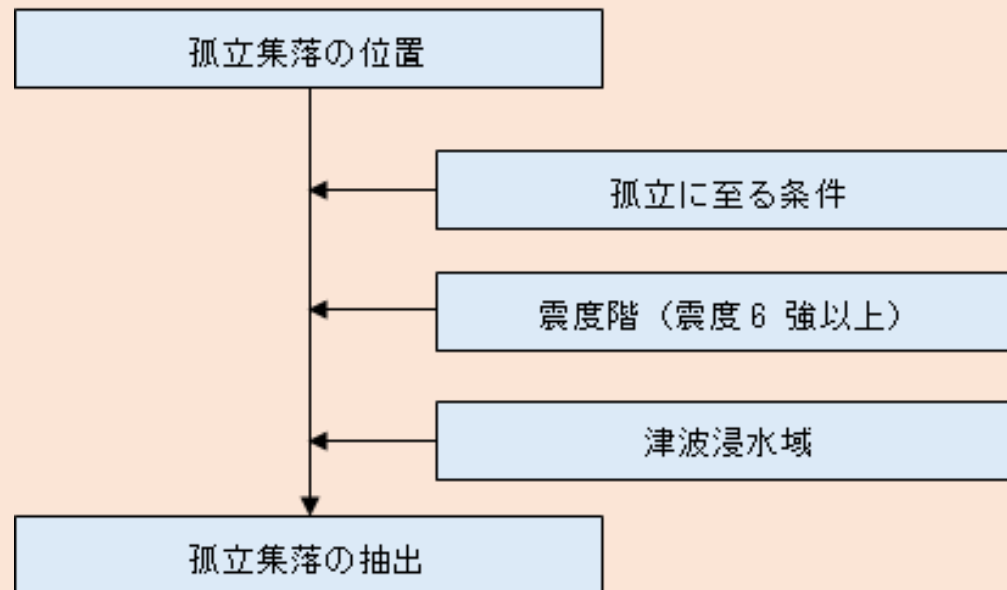 孤立集落の位置
孤立に至る条件
震度階（震度６ 強以上）
津波浸水域
孤立集落の抽出